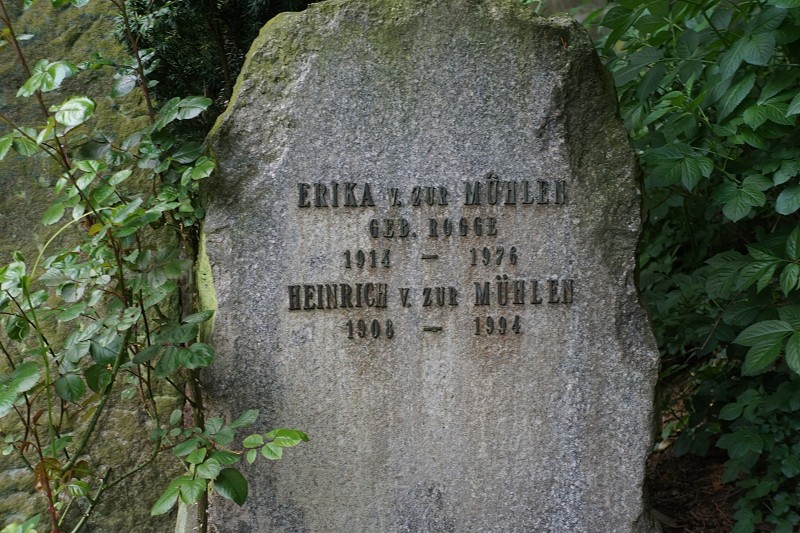 ERIKA V. ZUR MÜHLEN
GEB. ROGGE
1914 – 1976
HEINRICH V. ZUR MÜHLEN
1908 – 1994